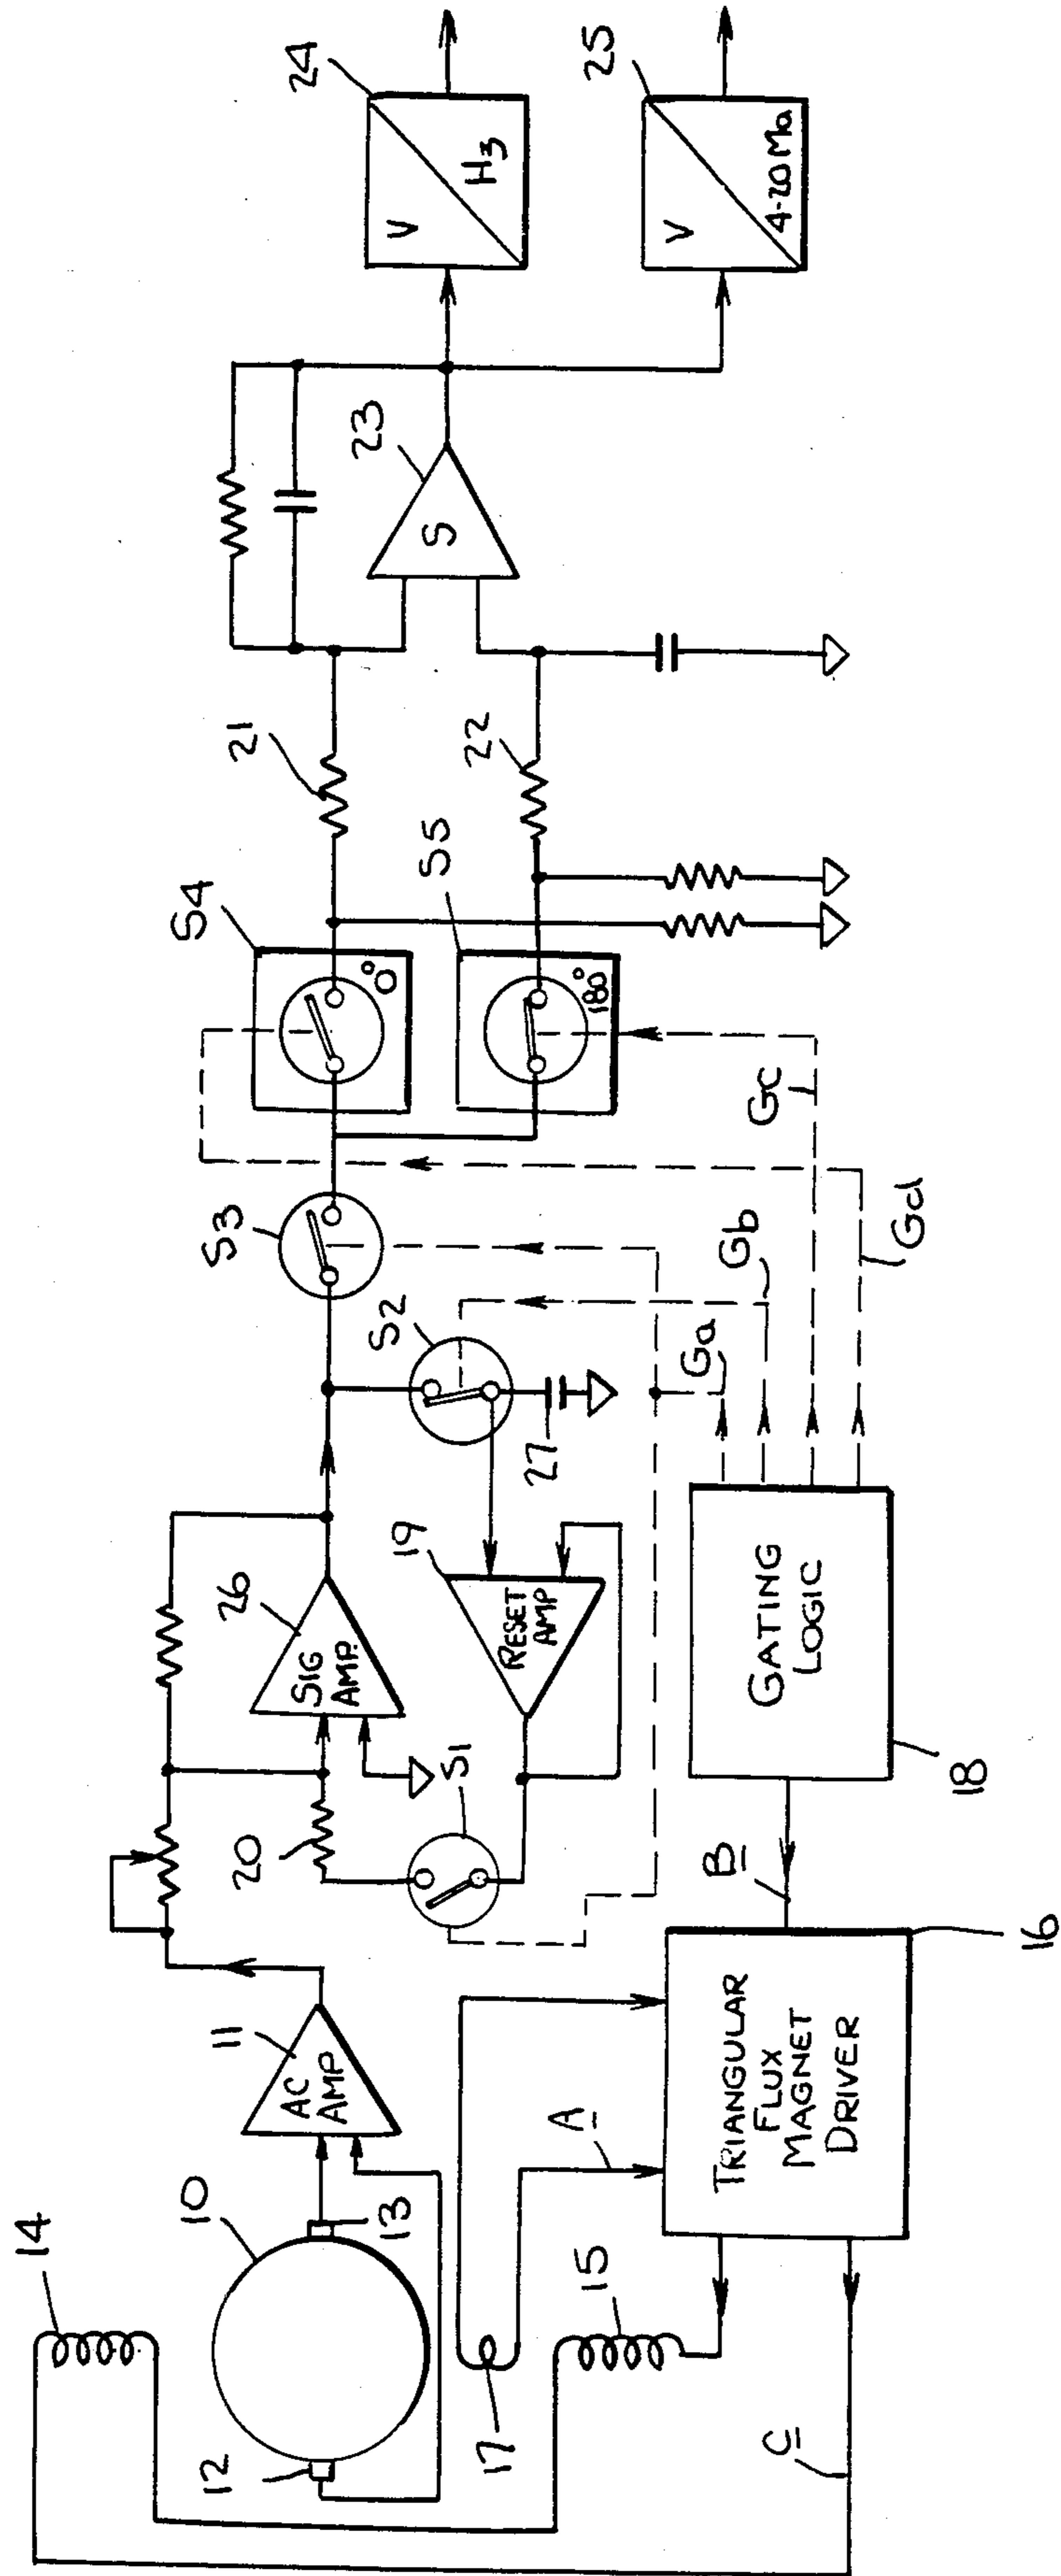 14
10
12
13
11
AC
AMP
20
SIG
AMP.
26
S1
RESET
AMP
19
S2
27
S3
S4
0°
S5
180°
21
22
S
23
24
V
H3
25
V
4-20 Ma
17
15
A
B
C
TRIANGULAR
FLUX
MAGNET
DRIVER
16
GATING
LOGIC
18
Ga
Gb
Gc
Gd